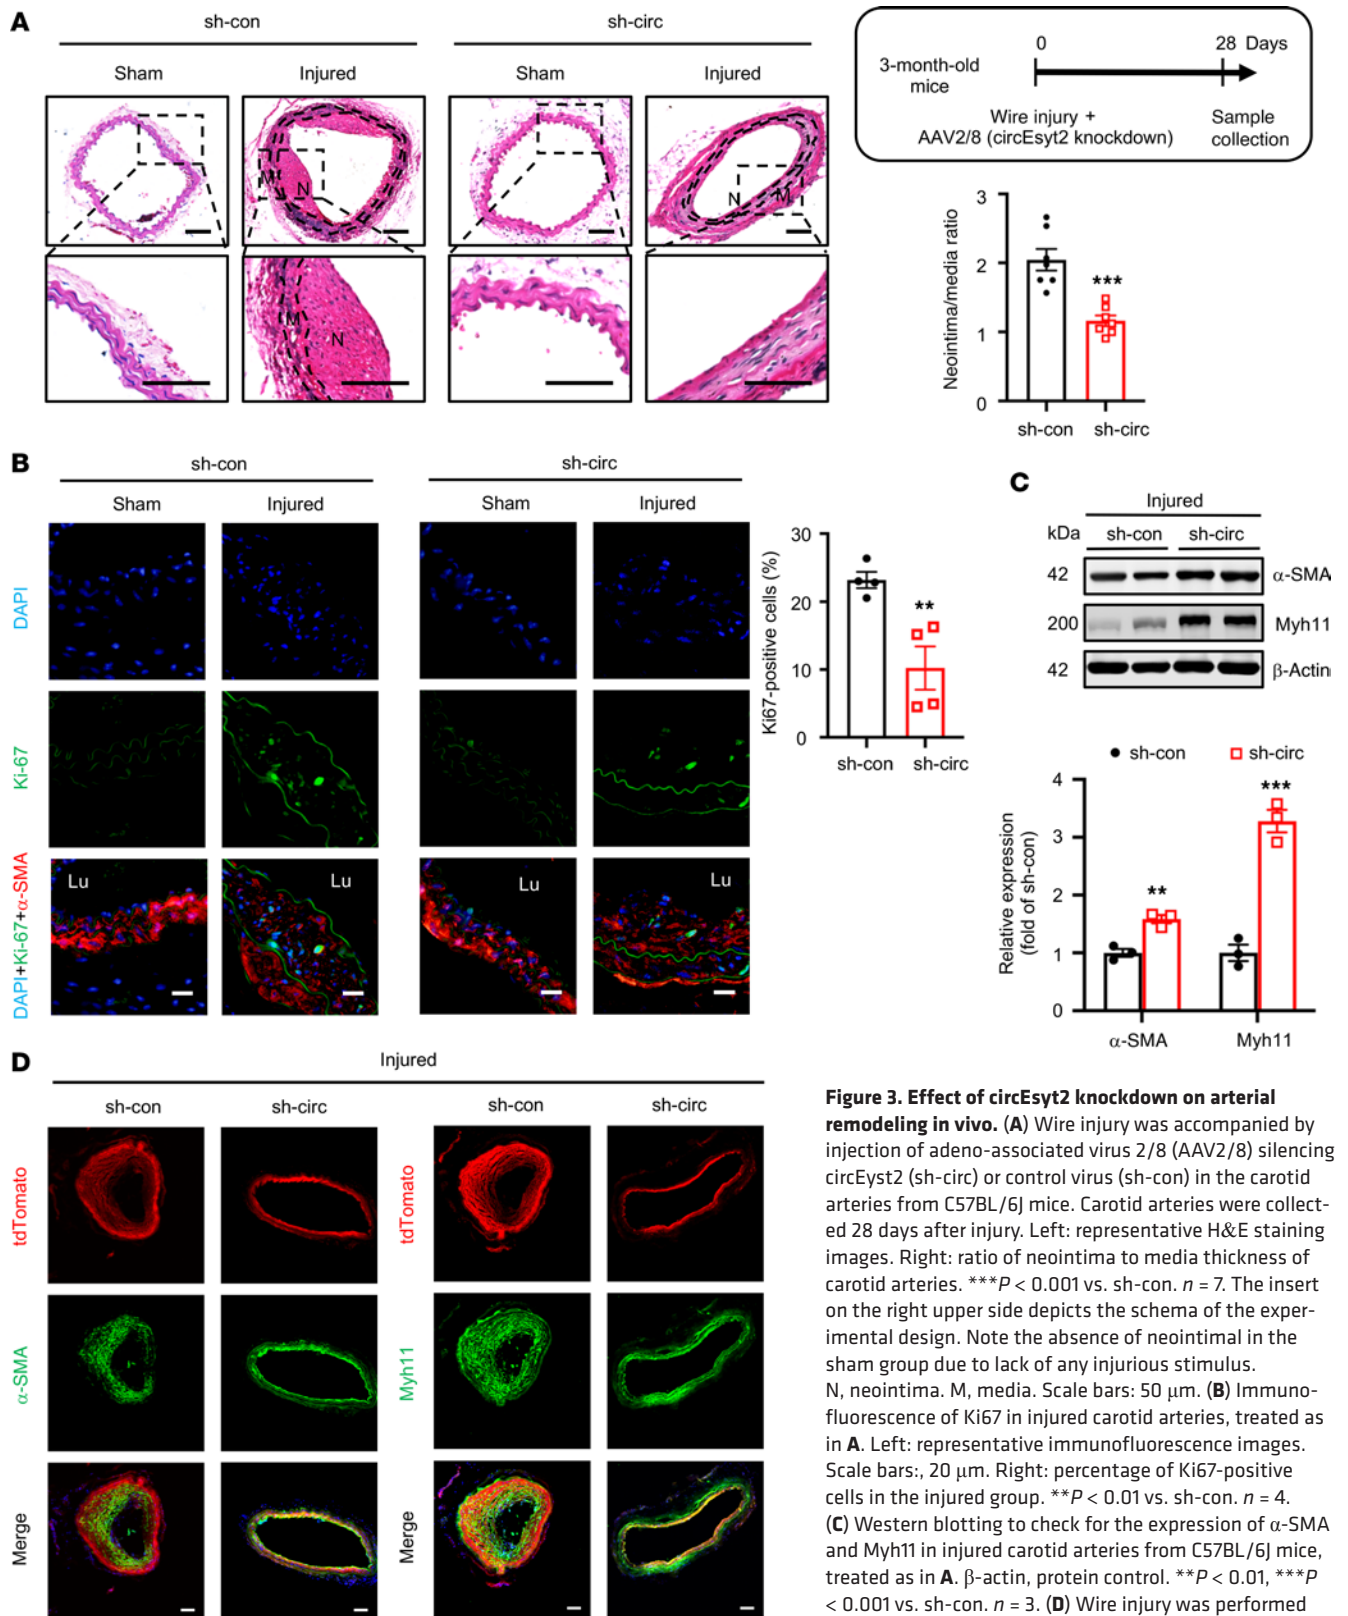 A
sh-con
sh-circ
Sham
Injured
Sham
Injured
M
N
N
M
M
N
0
28 Days
3-month-old
mice
Wire injury +
AAV2/8 (circEsyt2 knockdown)
Sample
collection
Neointima/media ratio
3
2
1
0
***
sh-con
sh-circ
B
sh-con
sh-circ
Sham
Injured
Sham
Injured
DAPI
Ki-67
DAPI+Ki-67+α-SMA
Lu
Lu
Lu
Lu
Ki67-positive cells (%)
30
20
10
0
**
sh-con
sh-circ
C
Injured
kDa
sh-con
sh-circ
42
α-SMA
200
Myh11
42
β-Actin
sh-con
sh-circ
Relative expression
(fold of sh-con)
4
3
2
1
0
**
***
α-SMA
Myh11
D
Injured
sh-con
sh-circ
sh-con
sh-circ
tdTomato
tdTomato
α-SMA
Myh11
Merge
Merge
Figure 3. Effect of circEsyt2 knockdown on arterial
remodeling in vivo. (A) Wire injury was accompanied by
injection of adeno-associated virus 2/8 (AAV2/8) silencing
circEyst2 (sh-circ) or control virus (sh-con) in the carotid
arteries from C57BL/6J mice. Carotid arteries were collect-
ed 28 days after injury. Left: representative H&E staining
images. Right: ratio of neointima to media thickness of
carotid arteries. ***P < 0.001 vs. sh-con. n = 7. The insert
on the right upper side depicts the schema of the exper-
imental design. Note the absence of neointimal in the
sham group due to lack of any injurious stimulus.
N, neointima. M, media. Scale bars: 50 μm. (B) Immuno-
fluorescence of Ki67 in injured carotid arteries, treated as
in A. Left: representative immunofluorescence images.
Scale bars:, 20 μm. Right: percentage of Ki67-positive
cells in the injured group. **P < 0.01 vs. sh-con. n = 4.
(C) Western blotting to check for the expression of α-SMA
and Myh11 in injured carotid arteries from C57BL/6J mice,
treated as in A. β-actin, protein control. **P < 0.01, ***P
< 0.001 vs. sh-con. n = 3. (D) Wire injury was performed